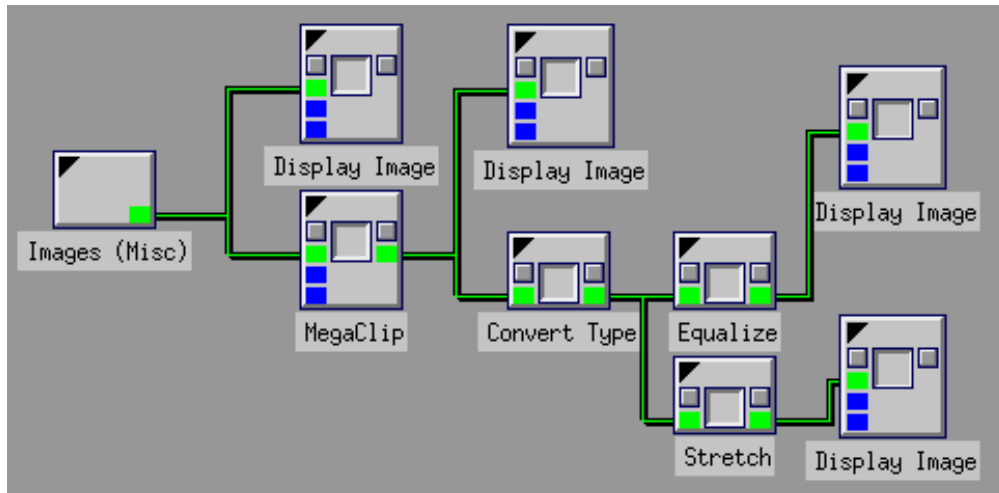 Display Image
Display Image
Display Image
Images (Misc)
MegaClip
Convert Type
Equalize
Stretch
Display Image